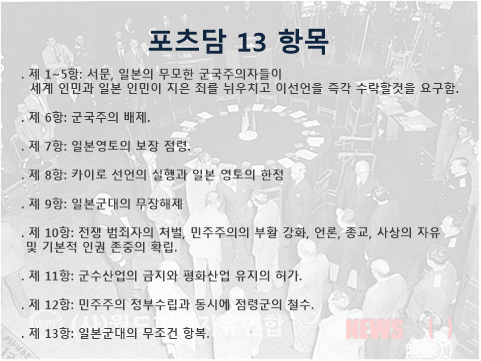 포츠담 13 항목
. 제 1~5항: 서문, 일본의 무모한 군국주의자들이
세계 인민과 일본 인민이 지은 죄를 뉘우치고 이선언을 즉각 수락할것을 요구함.
. 제 6항: 군국주의 배제.
. 제 7항: 일본영토의 보장 점령.
. 제 8항: 카이로 선언의 실행과 일본 영토의 한정
. 제 9항: 일본군대의 무장해제
. 제 10항: 전쟁 범죄자의 처벌, 민주주의의 부활 강화, 언론, 종교, 사상의 자유
및 기본적 인권 존중의 확립.
. 제 11항: 군수산업의 금지와 평화산업 유지의 허가.
. 제 12항: 민주주의 정부수립과 동시에 점령군의 철수.
. 제 13항: 일본군대의 무조건 항복.
NEWS